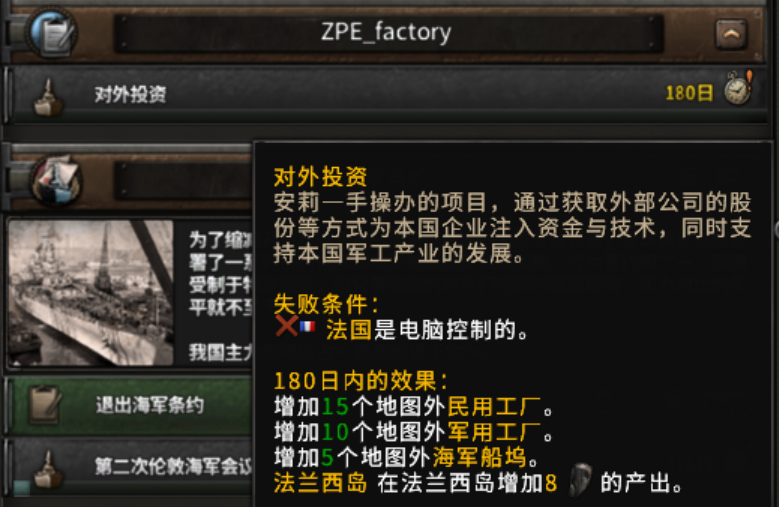 ZPE_factory
对外投资
180日
对外投资
安莉一手操办的项目，通过获取外部公司的股
份等方式为本国企业注入资金与技术，同时支
持本国军工产业的发展。
失败条件：
法国是电脑控制的。
180日内的效果：
增加15个地图外民用工厂。
增加10个地图外军用工厂。
增加5个地图外海军船坞。
法兰西岛 在法兰西岛增加8 的产出。
为了缩减
署了一系
受制于
平就不至
我国主力
退出海军条约
第二次伦敦海军会议